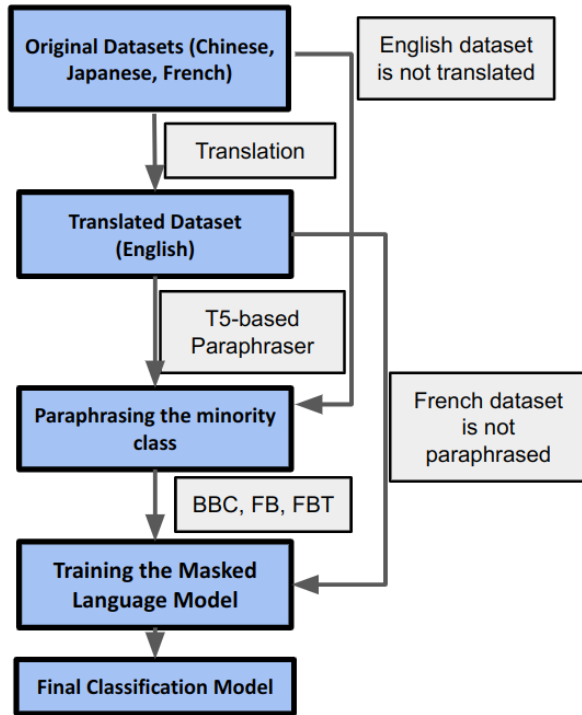 Original Datasets (Chinese,
Japanese, French)
English dataset
is not translated
Translation
Translated Dataset
(English)
T5-based
Paraphraser
Paraphrasing the minority
class
French dataset
is not
paraphrased
BBC, FB, FBT
Training the Masked
Language Model
Final Classification Model